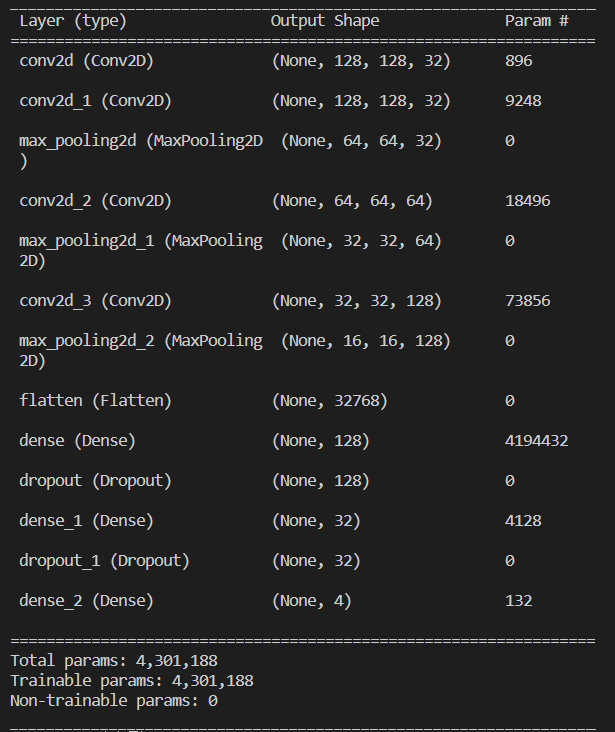 Layer (type) Output Shape Param #
conv2d (Conv2D) (None, 128, 128, 32) 896
conv2d_1 (Conv2D) (None, 128, 128, 32) 9248
max_pooling2d (MaxPooling2D (None, 64, 64, 32) 0
)
conv2d_2 (Conv2D) (None, 64, 64, 64) 18496
max_pooling2d_1 (MaxPooling (None, 32, 32, 64) 0
2D)
conv2d_3 (Conv2D) (None, 32, 32, 128) 73856
max_pooling2d_2 (MaxPooling (None, 16, 16, 128) 0
2D)
flatten (Flatten) (None, 32768) 0
dense (Dense) (None, 128) 4194432
dropout (Dropout) (None, 128) 0
dense_1 (Dense) (None, 32) 4128
dropout_1 (Dropout) (None, 32) 0
dense_2 (Dense) (None, 4) 132
Total params: 4,301,188
Trainable params: 4,301,188
Non-trainable params: 0